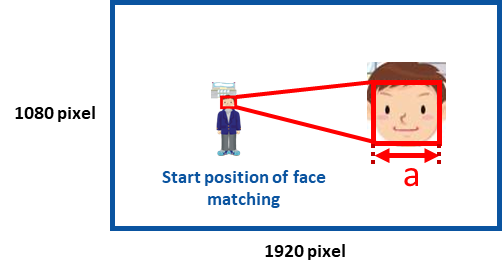 1080 pixel
Start position of face
matching
a
1920 pixel